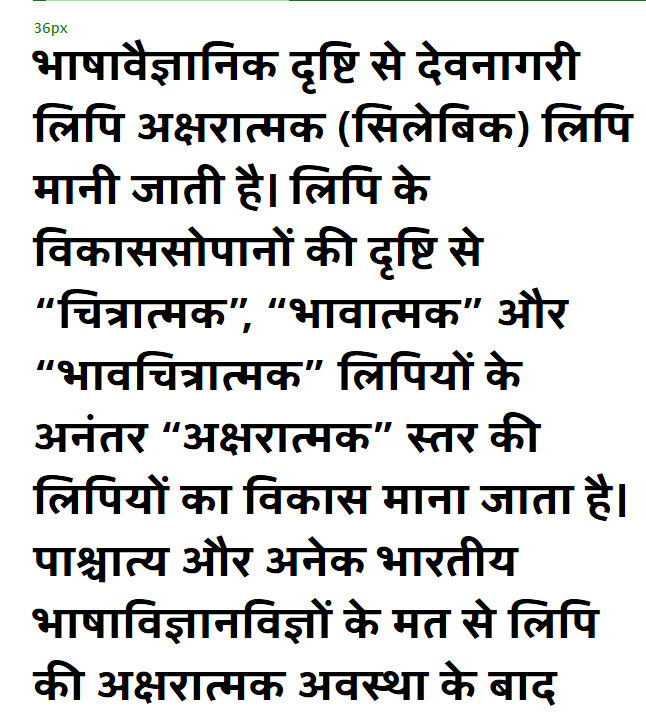 36px
भाषावैज्ञानिक दृष्टि से देवनागरी
लिपि अक्षरात्मक (सिलेबिक) लिपि
मानी जाती है। लिपि के
विकाससोपानों की दृष्टि से
“चित्रात्मक”, “भावात्मक” और
“भावचित्रात्मक” लिपियों के
अनंतर “अक्षरात्मक” स्तर की
लिपियों का विकास माना जाता है।
पाश्चात्य और अनेक भारतीय
भाषाविज्ञानविज्ञों के मत से लिपि
की अक्षरात्मक अवस्था के बाद